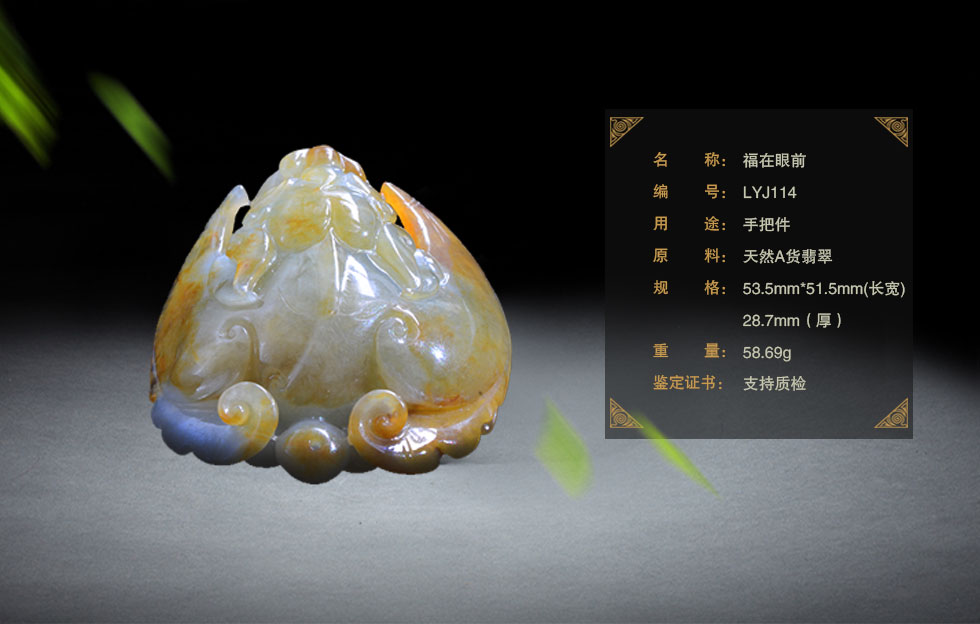 名 称： 福在眼前
编 号： LYJ114
用 途： 手把件
原 料： 天然A货翡翠
规 格： 53.5mm*51.5mm(长宽)
28.7mm（厚）
重 量： 58.69g
鉴定证书： 支持质检